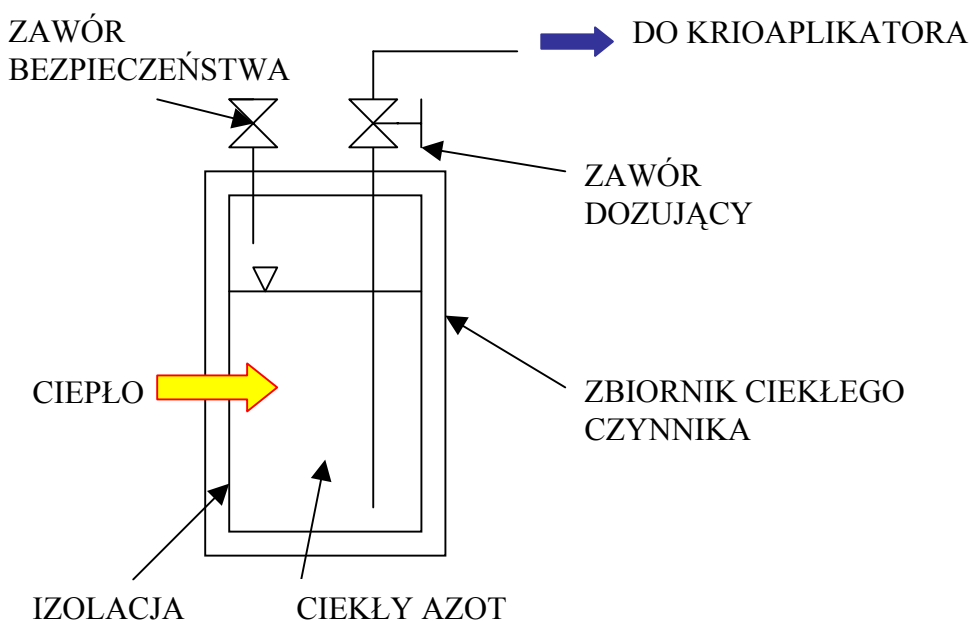 ZAWÓR
BEZPIECZEŃSTWA
DO KRIOAPLIKATORA
ZAWÓR
DOZUJĄCY
CIEPŁO
ZBIORNIK CIEKŁEGO
CZYNNIKA
IZOLACJA
CIEKŁY AZOT